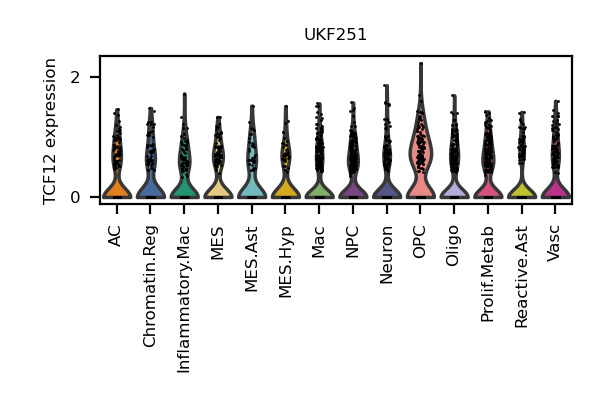 UKF251
TCF12 expression
2
0
AC
Chromatin.Reg
Inflammatory.Mac
MES
MES.Ast
MES.Hyp
Mac
NPC
Neuron
OPC
Oligo
Prolif.Metab
Reactive.Ast
Vasc